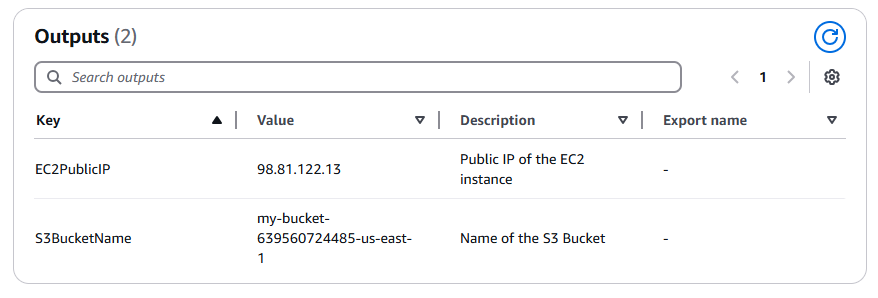 Outputs (2)
Search outputs
1
Key Value Description Export name
EC2PublicIP 98.81.122.13 Public IP of the EC2 instance -
S3BucketName my-bucket-639560724485-us-east-1 Name of the S3 Bucket -